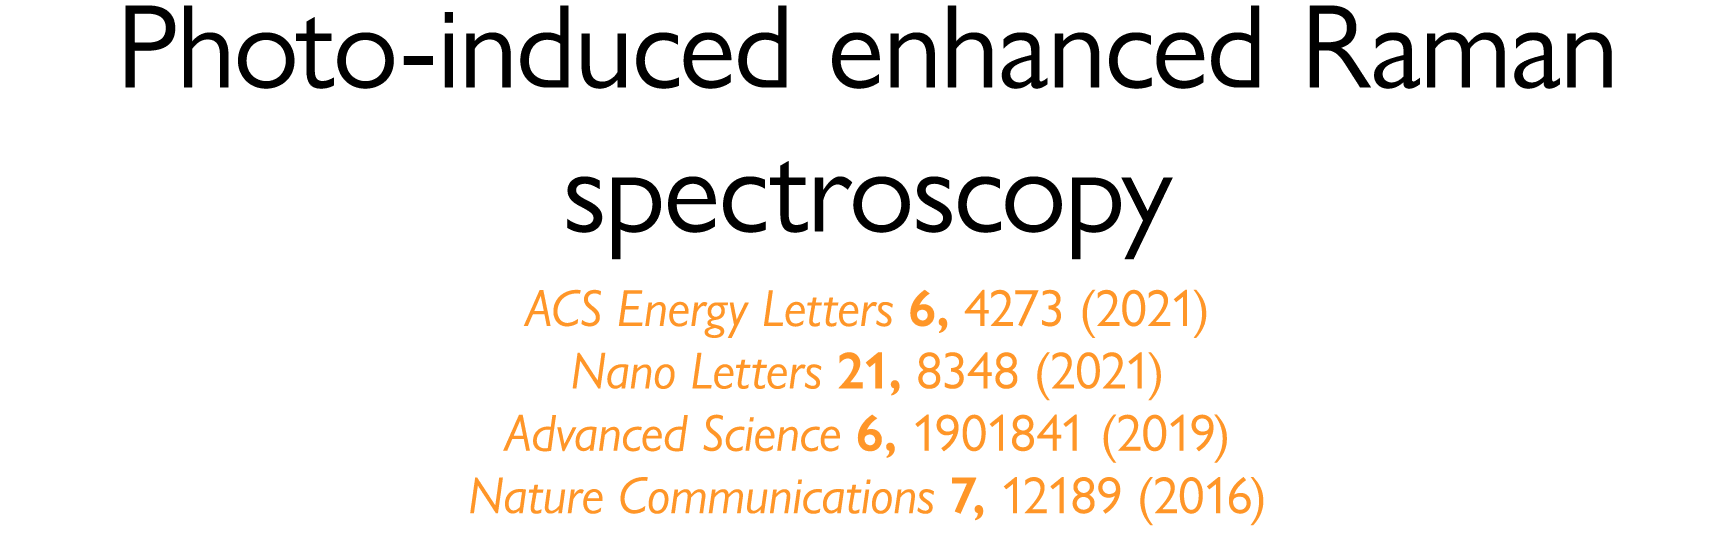 Photo-induced enhanced Raman
spectroscopy
ACS Energy Letters 6, 4273 (2021)
Nano Letters 21, 8348 (2021)
Advanced Science 6, 1901841 (2019)
Nature Communications 7, 12189 (2016)